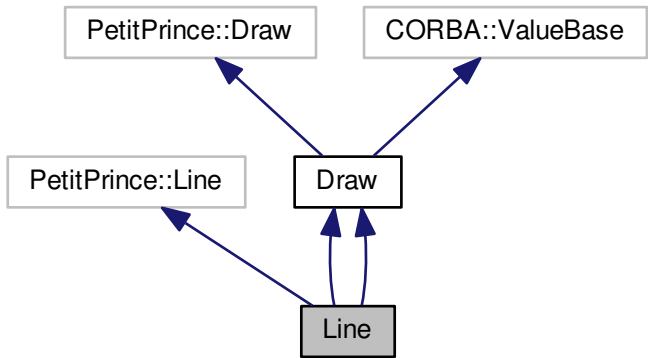 PetitPrince::Draw
CORBA::ValueBase
PetitPrince::Line
Draw
Line